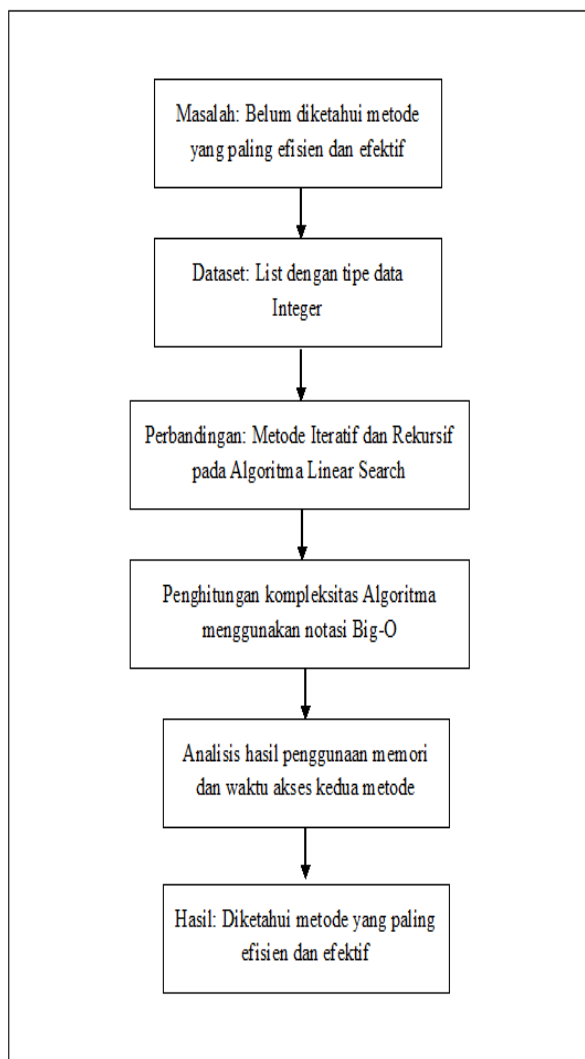 Masalah: Belum diketahui metode
yang paling efisien dan efektif
Dataset: List dengan tipe data
Integer
Perbandingan: Metode Iteratif dan Rekursif
pada Algoritma Linear Search
Penghitungan kompleksitas Algoritma
menggunakan notasi Big-O
Analisis hasil penggunaan memori
dan waktu akses kedua metode
Hasil: Diketahui metode yang paling
efisien dan efektif